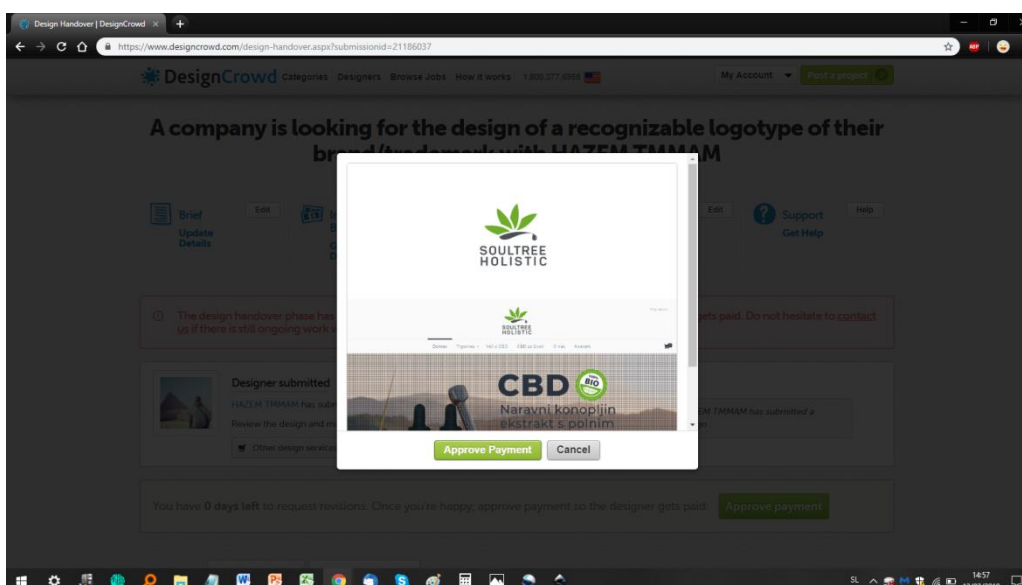 Design Handover | DesignCrowd
https://www.designcrowd.com/design-handover.aspx?submissionid=21186037
DesignCrowd Categories Designers Browse Jobs How it works 1.800.277.6958
My Account
Post a project
A company is looking for the design of a recognizable logotype of their
brand/trademark with HAZEM TMMAM
Brief
Edit
Update
Details
Edit
Support
Help
Get Help
SOULTREE
HOLISTIC
SOULTREE
HOLISTIC
CBD
BIO
Naravni konopljin
ekstrakt s polnim
Approve Payment
Cancel
The design handover phase has
gets paid. Do not hesitate to contact
us if there is still ongoing work
Designer submitted
HAZEM TMMAM has
TMMAM has submitted a
Review the design and
Other design services
You have 0 days left to request revisions. Once you're happy, approve payment so the designer gets paid.
Approve payment
SL
14:57